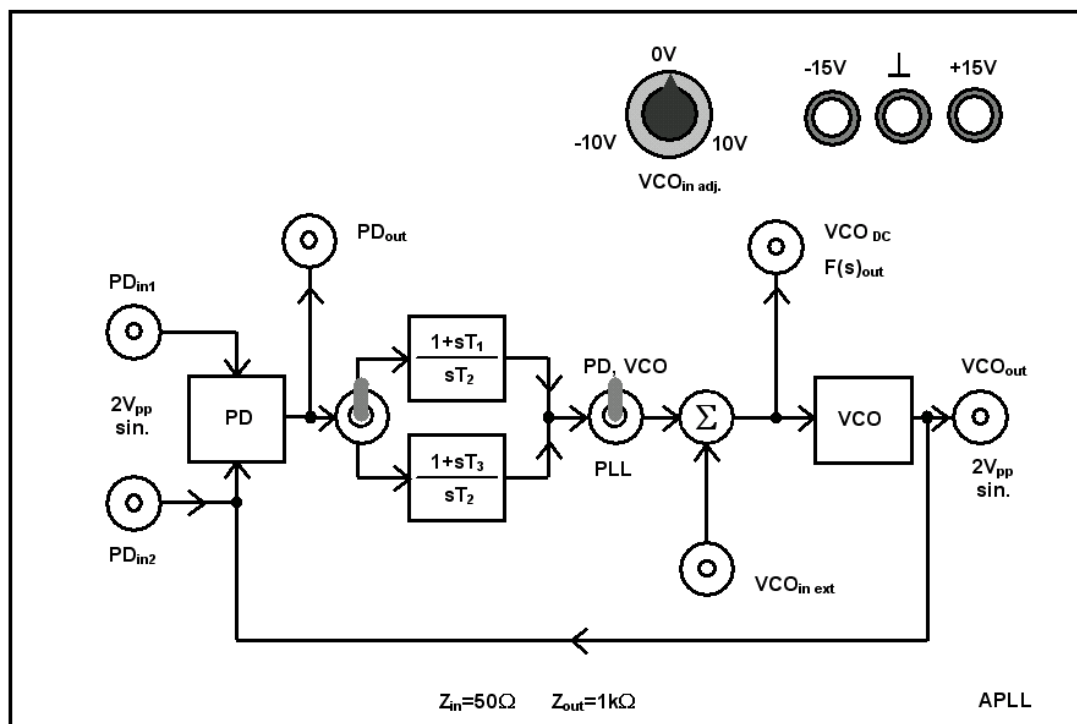 0V
-15V
⊥
+15V
-10V
10V
VCOin adj.
PDout
VCO DC
F(s)out
PDin1
1+sT1
sT2
PD, VCO
VCOout
2Vpp
sin.
PD
Σ
VCO
1+sT3
sT2
PLL
2Vpp
sin.
PDin2
VCOin ext
Zin=50Ω Zout=1kΩ
APLL